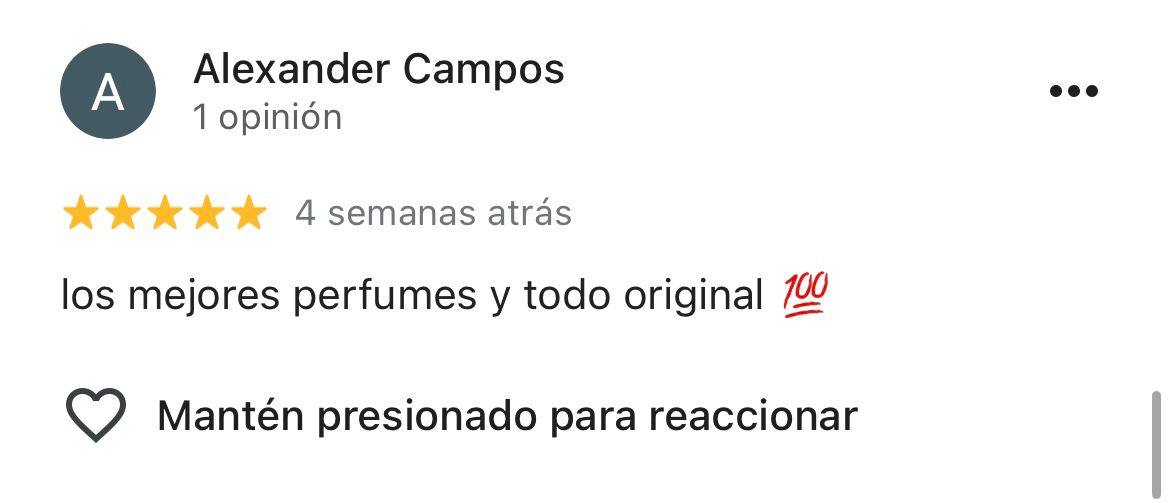 A
Alexander Campos
1 opinión
4 semanas atrás
los mejores perfumes y todo original 💯
Mantén presionado para reaccionar